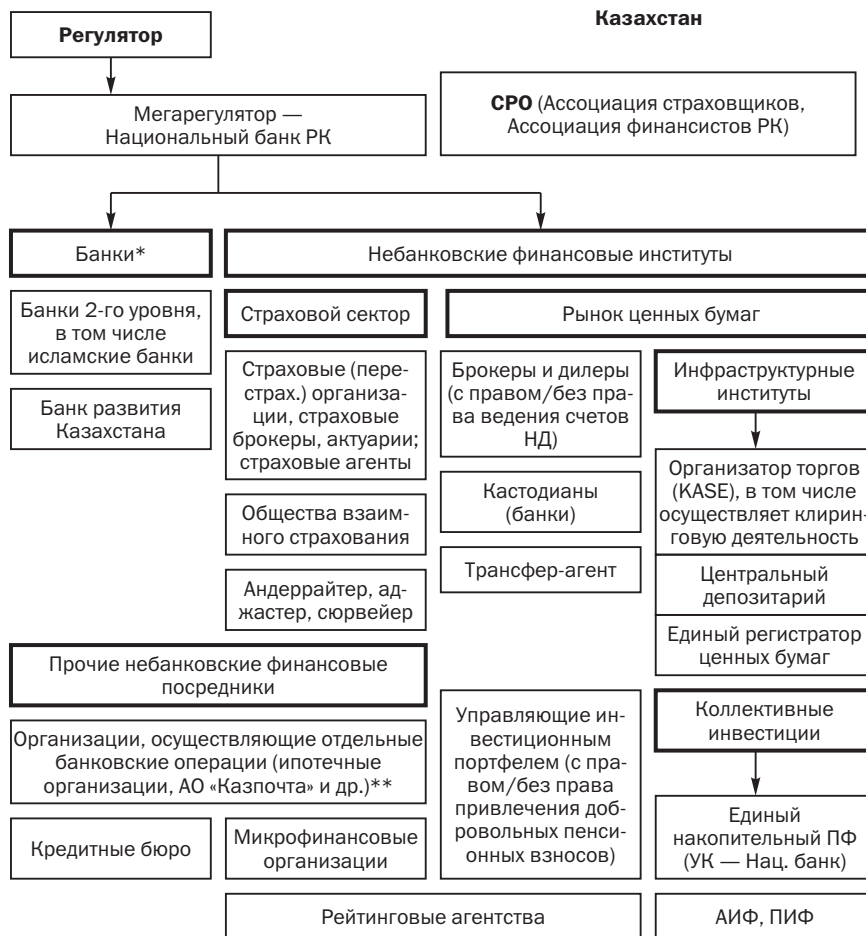 Казахстан
Регулятор
Мегарегулятор —
Национальный банк РК
СРО (Ассоциация страховщиков,
Ассоциация финансистов РК)
Банки*
Небанковские финансовые институты
Банки 2-го уровня,
в том числе
исламские банки
Банк развития
Казахстана
Страховой сектор
Страховые (пере-
страх.) организа-
ции, страховые
брокеры, актуарии;
страховые агенты
Общества взаим-
ного страхования
Андеррайтер, ад-
жастер, сюрвейер
Рынок ценных бумаг
Брокеры и дилеры
(с правом/без пра-
ва ведения счетов
НД)
Кастодианы
(банки)
Трансфер-агент
Инфраструктурные
институты
Организатор торгов
(KASE), в том числе
осуществляет клирин-
говую деятельность
Центральный
депозитарий
Единый регистратор
ценных бумаг
Прочие небанковские финансовые
посредники
Организации, осуществляющие отдельные
банковские операции (ипотечные
организации, АО «Казпочта» и др.)**
Кредитные бюро
Микрофинансовые
организации
Управляющие ин-
вестиционным
портфелем (с пра-
вом/без права
привлечения доб-
ровольных пенси-
онных взносов)
Коллективные
инвестиции
Единый
накопительный ПФ
(УК — Нац. банк)
Рейтинговые агентства
АИФ, ПИФ